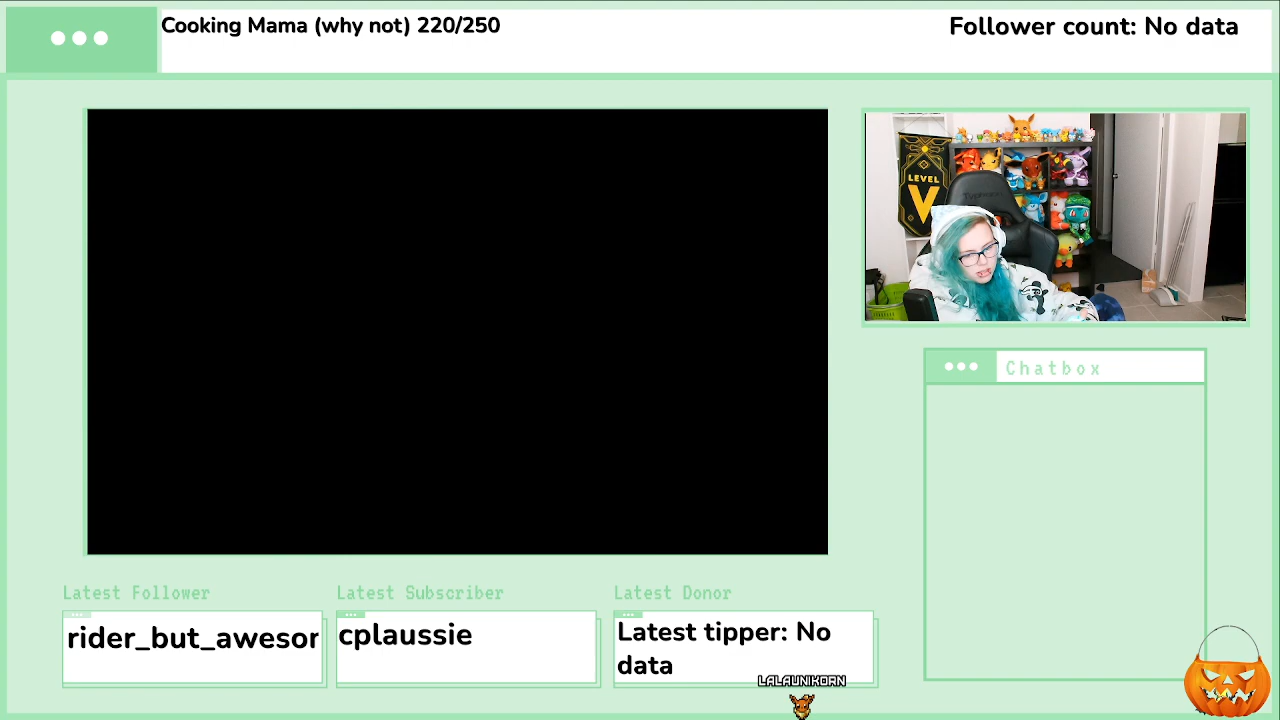 Cooking Mama (why not) 220/250
Follower count: No data
LEVEL
V
Chatbox
Latest Follower
Latest Subscriber
Latest Donor
rider_but_awesor
cplaussie
Latest tipper: No
data
LALAUNIKORN